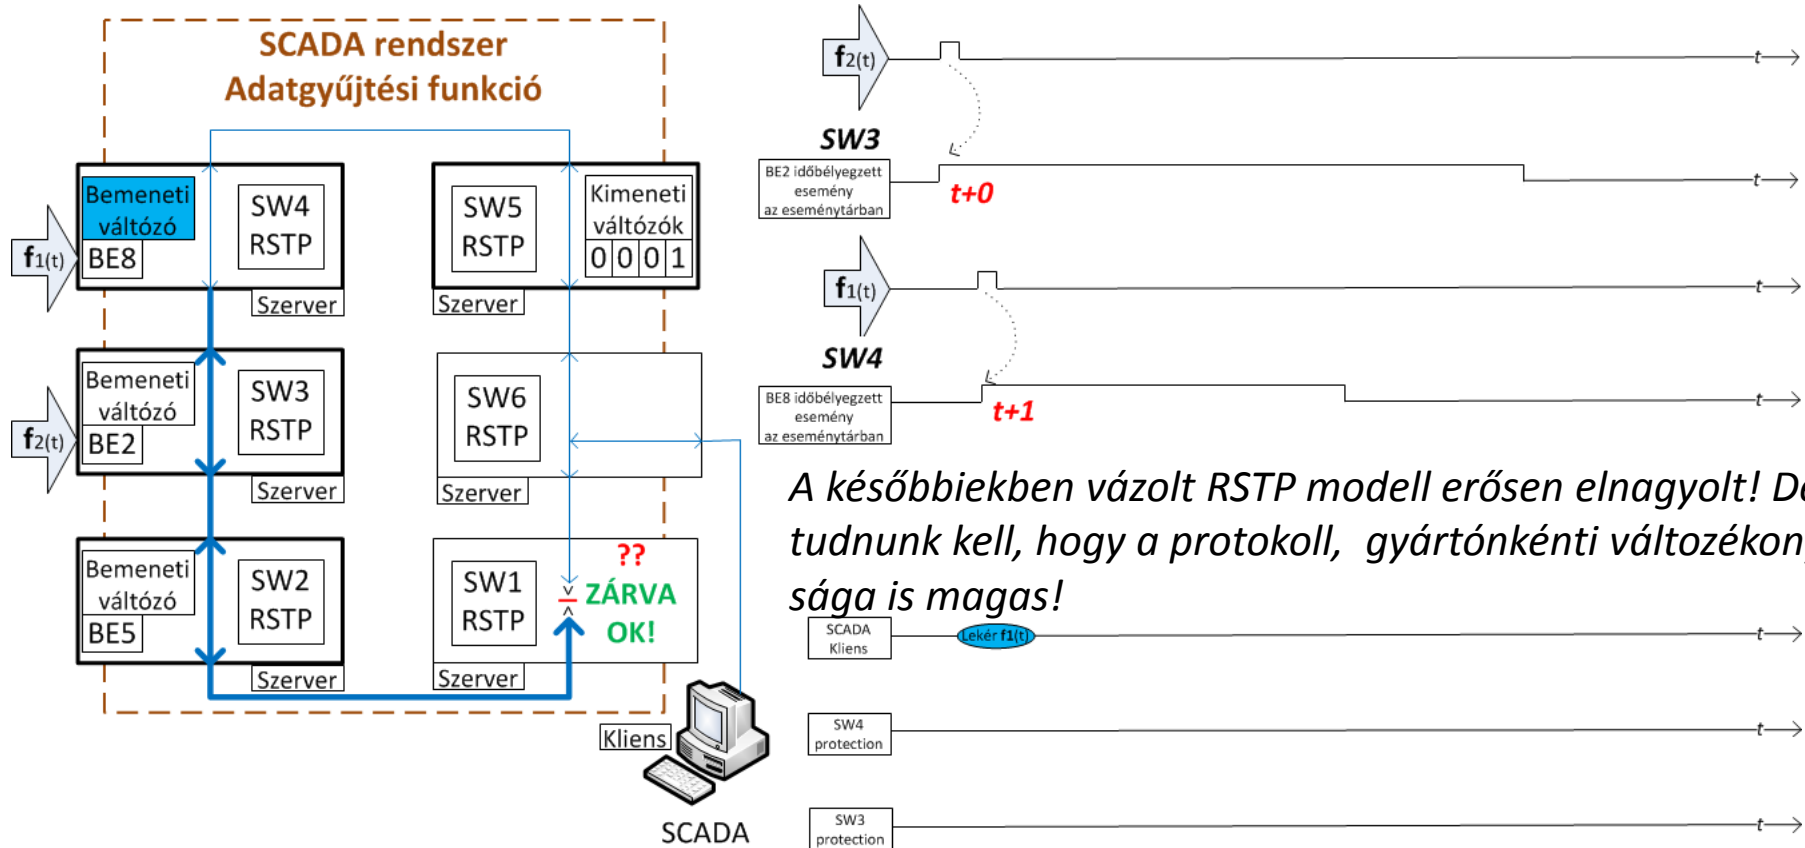 SCADA rendszer
Adatgyűjtési funkció
Bemeneti
váltózó
BE8
SW4
RSTP
Szerver
f1(t)
SW5
RSTP
Kimeneti
váltózók
0 0 0 1
Szerver
Bemeneti
váltózó
BE2
SW3
RSTP
Szerver
f2(t)
SW6
RSTP
Szerver
Bemeneti
váltózó
BE5
SW2
RSTP
Szerver
SW1
RSTP
??
ZÁRVA
OK!
Szerver
Kliens
SCADA
f2(t)
t
SW3
BE2 időbélyegzett
esemény
az eseménytárban
t+0
t
f1(t)
t
SW4
BE8 időbélyegzett
esemény
az eseménytárban
t+1
t
A későbbiekben vázolt RSTP modell erősen elnagyolt! De
tudnunk kell, hogy a protokoll, gyártónkénti változékony
sága is magas!
SCADA
Kliens
Lekér f1(t)
t
SW4
protection
t
SW3
protection
t